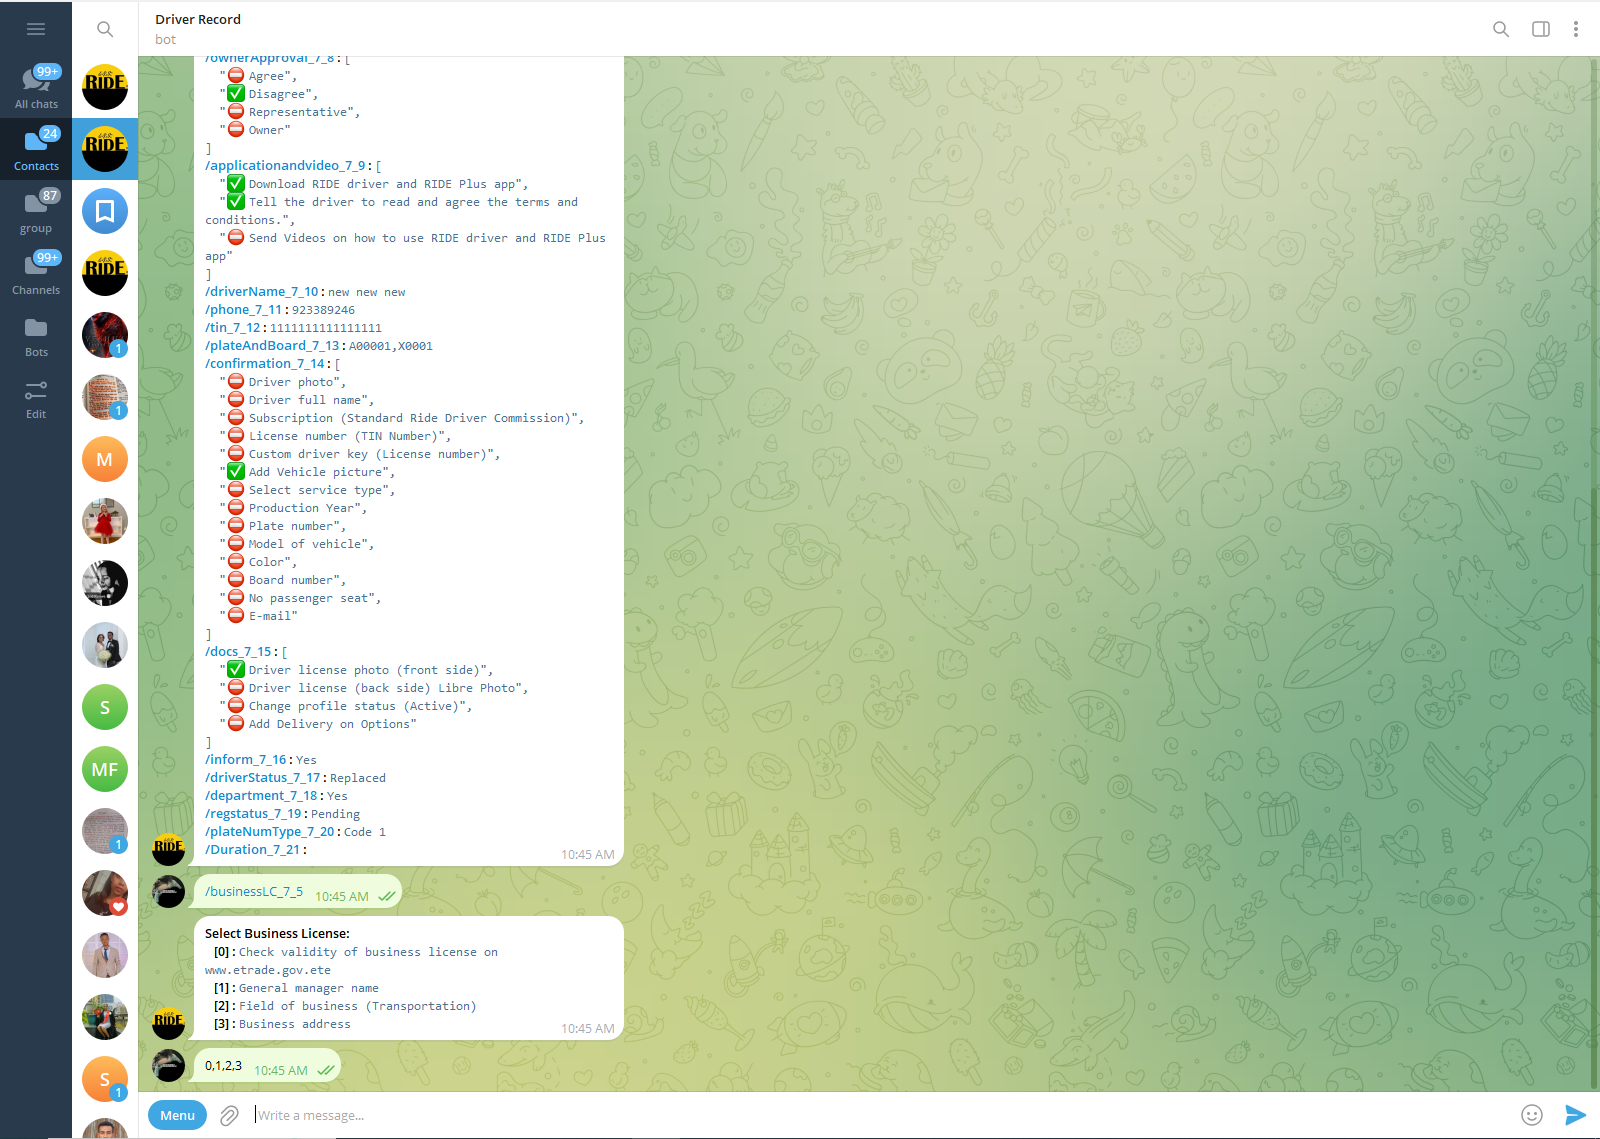 Driver Record
bot
99+
All chats
24
Contacts
87
group
99+
Channels
Bots
Edit
RIDE
RIDE
RIDE
1
1
M
S
MF
1
S
1
/ownerApproval_7_8:[
"⛔ Agree",
"✅ Disagree",
"⛔ Representative",
"⛔ Owner"
]
/applicationandvideo_7_9:[
"✅ Download RIDE driver and RIDE Plus app",
"✅ Tell the driver to read and agree the terms and
conditions.",
"⛔ Send Videos on how to use RIDE driver and RIDE Plus
app"
]
/driverName_7_10:new new new
/phone_7_11:923389246
/tin_7_12:1111111111111111
/plateAndBoard_7_13:A00001,X0001
/confirmation_7_14:[
"⛔ Driver photo",
"⛔ Driver full name",
"⛔ Subscription (Standard Ride Driver Commission)",
"⛔ License number (TIN Number)",
"⛔ Custom driver key (License number)",
"✅ Add Vehicle picture",
"⛔ Select service type",
"⛔ Production Year",
"⛔ Plate number",
"⛔ Model of vehicle",
"⛔ Color",
"⛔ Board number",
"⛔ No passenger seat",
"⛔ E-mail"
]
/docs_7_15:[
"✅ Driver license photo (front side)",
"⛔ Driver license (back side) Libre Photo",
"⛔ Change profile status (Active)",
"⛔ Add Delivery on Options"
]
/inform_7_16:Yes
/driverStatus_7_17:Replaced
/department_7_18:Yes
/regstatus_7_19:Pending
/plateNumType_7_20:Code 1
/Duration_7_21:
10:45 AM
RIDE
/businessLC_7_5 10:45 AM
Select Business License:
[0]:Check validity of business license on
www.etrade.gov.ete
[1]:General manager name
[2]:Field of business (Transportation)
[3]:Business address
10:45 AM
RIDE
0,1,2,3 10:45 AM
Menu
Write a message...